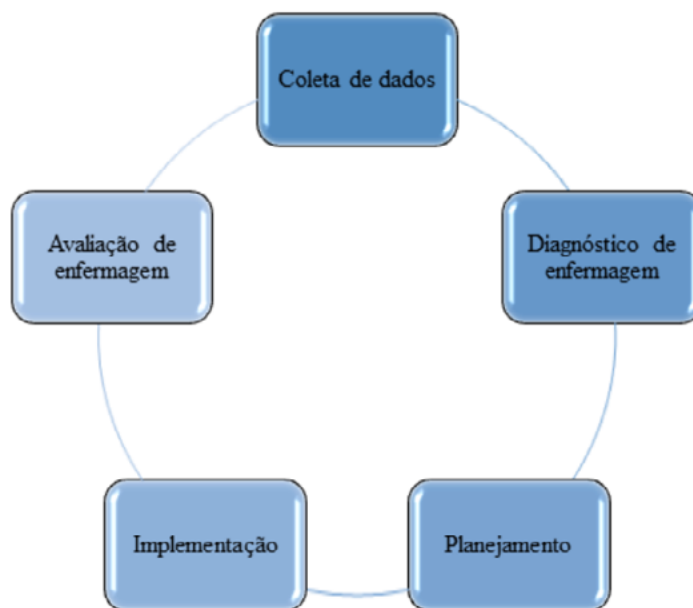 Coleta de dados
Diagnóstico de
enfermagem
Planejamento
Implementação
Avaliação de
enfermagem